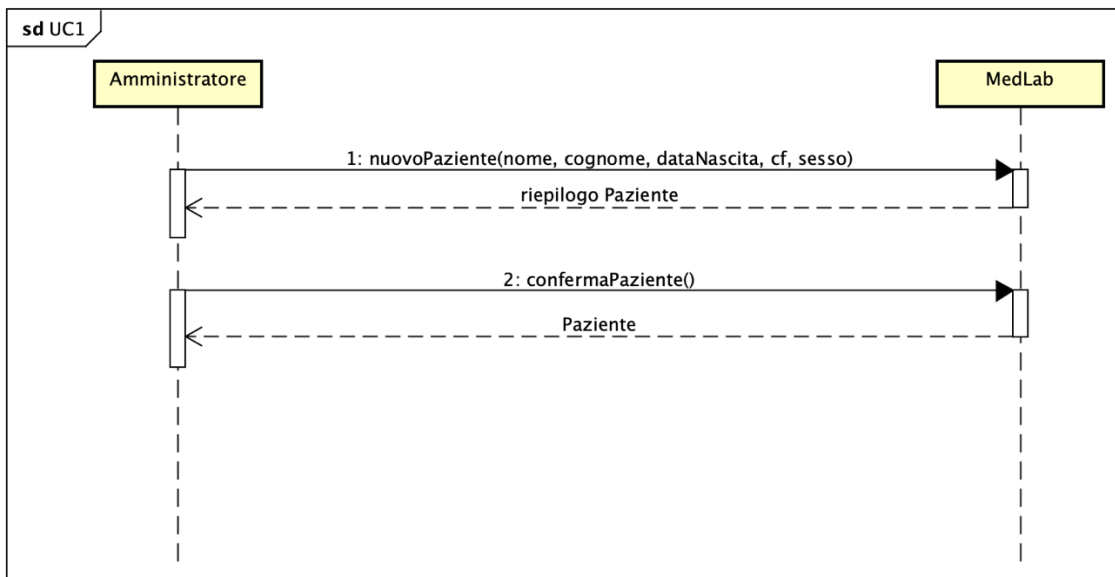 sd UC1
Amministratore
MedLab
1: nuovoPaziente(nome, cognome, dataNascita, cf, sesso)
riepilogo Paziente
2: confermaPaziente()
Paziente